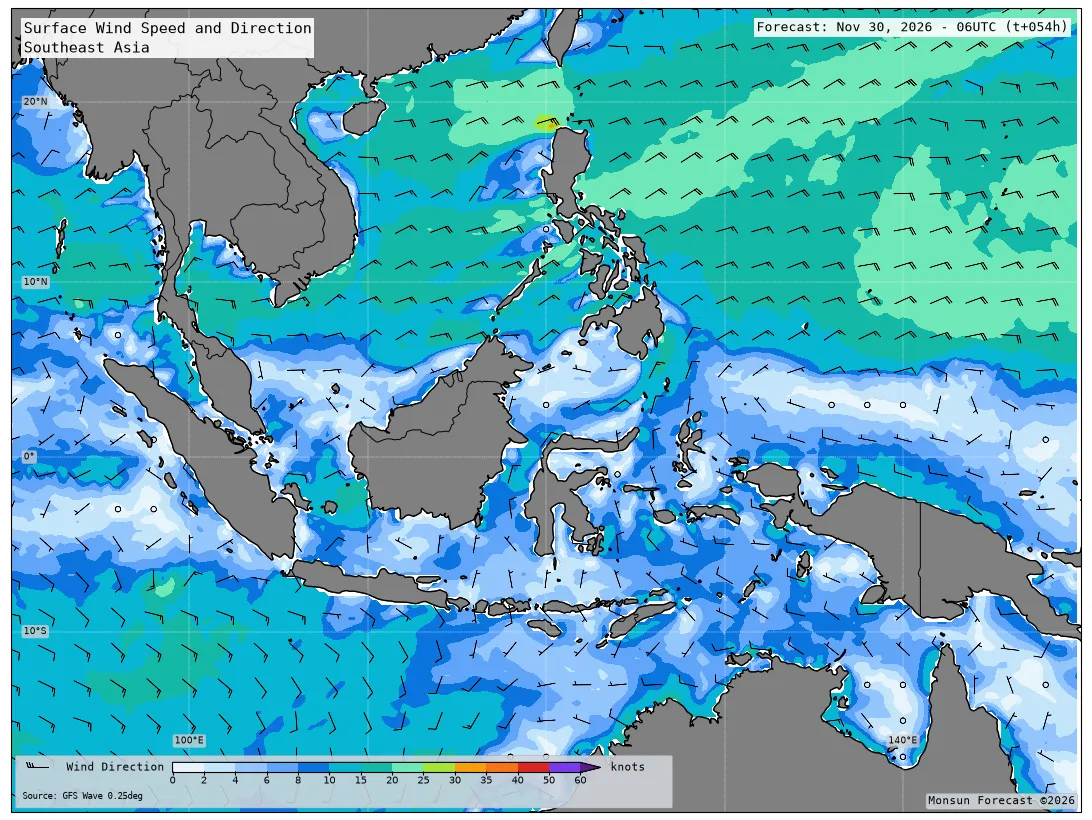 Surface Wind Speed and Direction
Southeast Asia
Forecast: Nov 30, 2026 - 06UTC (t+054h)
20°N
10°N
0°
10°S
100°E
140°E
Wind Direction
knots
0 2 4 6 8 10 15 20 25 30 35 40 50 60
Source: GFS Wave 0.25deg
Monsun Forecast ©2026